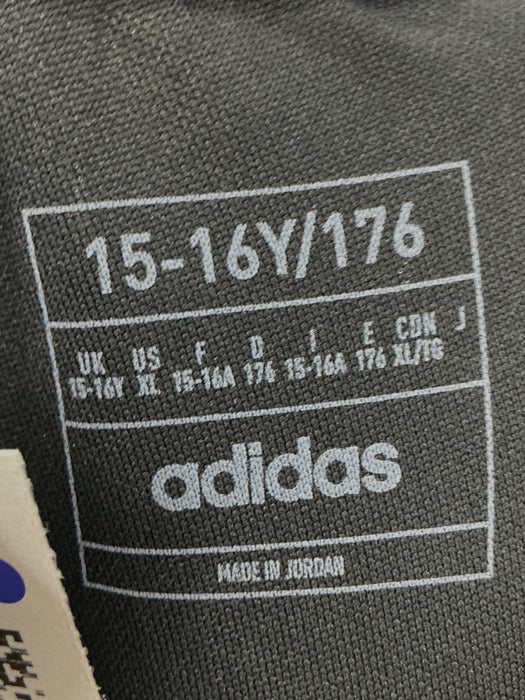 15-16Y/176
UK US F D I E CDN J
15-16Y XL 15-16A 176 15-16A 176 XL/TG
adidas
MADE IN JORDAN